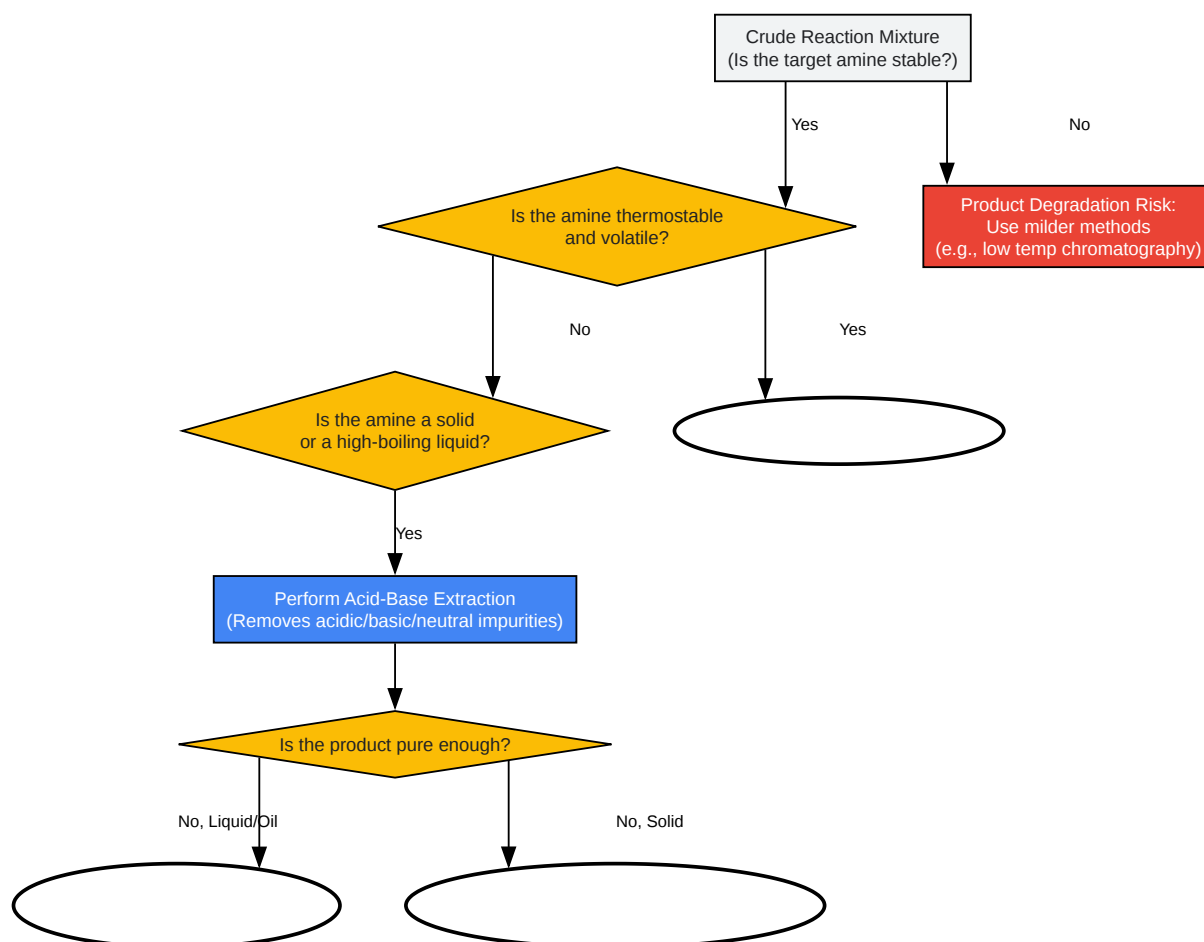 Crude Reaction Mixture
(Is the target amine stable?)
Yes
No
Is the amine thermostable
and volatile?
Product Degradation Risk:
Use milder methods
(e.g., low temp chromatography)
No
Yes
Is the amine a solid
or a high-boiling liquid?
Yes
Perform Acid-Base Extraction
(Removes acidic/basic/neutral impurities)
Is the product pure enough?
No, Liquid/Oil
No, Solid